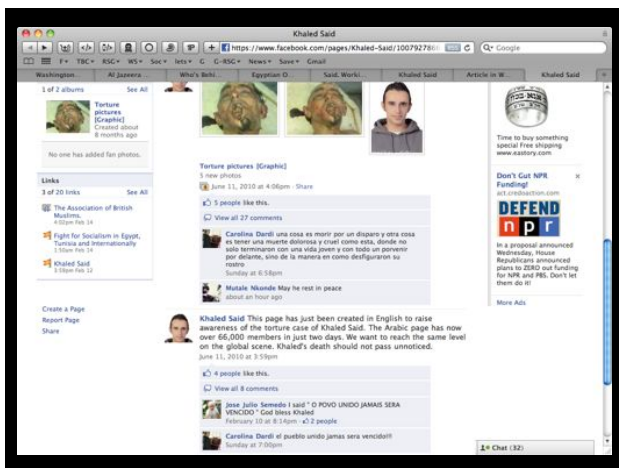 Khaled Said
https://www.facebook.com/pages/Khaled-Said/1007927866
Google
F▾ TBC▾ RSG▾ WS▾ Soc▾ lets▾ G G-RSG▾ News▾ Save▾ Gmail
Washington... Al Jazeera ... Who's Behi... Egyptian O... Said, Worki... Khaled Said Article in W... Khaled Said
1 of 2 albums See All
Torture
pictures
[Graphic]
Created about
8 months ago
No one has added fan photos.
Links
3 of 20 links See All
The Association of British
Muslims.
4:02pm Feb 14
Fight for Socialism in Egypt,
Tunisia and Internationally
1:50am Feb 14
Khaled Said
3:58pm Feb 12
Create a Page
Report Page
Share
Torture pictures [Graphic]
5 new photos
June 11, 2010 at 4:06pm · Share
5 people like this.
View all 27 comments
Carolina Dardi una cosa es morir por un disparo y otra cosa
es tener una muerte dolorosa y cruel como esta, donde no
solo terminaron con una vida joven y con todo un porvenir
por delante, sino de la manera en como desfiguraron su
rostro
Sunday at 6:58pm
Mutale Nkonde May he rest in peace
about an hour ago
Khaled Said This page has just been created in English to raise
awareness of the torture case of Khaled Said. The Arabic page has now
over 66,000 members in just two days. We want to reach the same level
on the global scene. Khaled's death should not pass unnoticed.
June 11, 2010 at 3:59pm
4 people like this.
View all 8 comments
Jose Julio Semedo I said " O POVO UNIDO JAMAIS SERA
VENCIDO " God bless Khaled
February 10 at 8:14pm · 2 people
Carolina Dardi el pueblo unido jamas sera vencido!!!
Sunday at 7:00pm
Time to buy something
special Free shipping
www.eastory.com
Don't Gut NPR
Funding!
act.credoaction.com
DEFEND
npr
In a proposal announced
Wednesday, House
Republicans announced
plans to ZERO out funding
for NPR and PBS. Don't let
them do it!
More Ads
Chat (32)